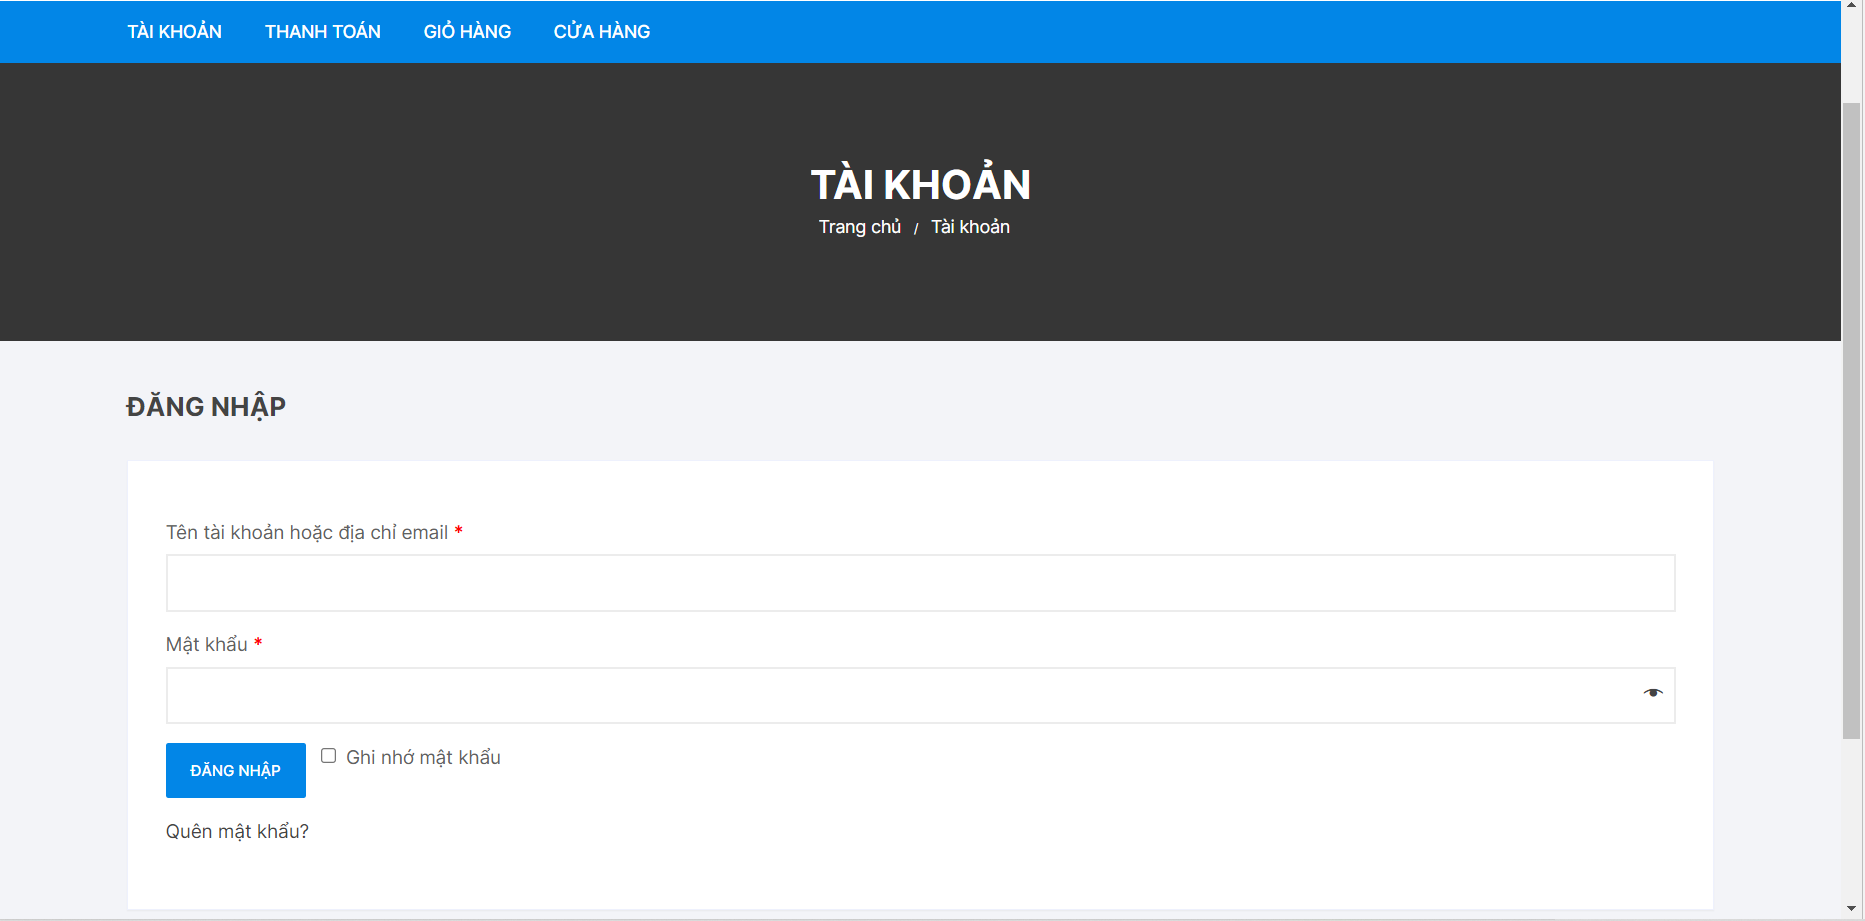 TÀI KHOẢN THANH TOÁN GIỎ HÀNG CỬA HÀNG
TÀI KHOẢN
Trang chủ / Tài khoản
ĐĂNG NHẬP
Tên tài khoản hoặc địa chỉ email *
Mật khẩu *
ĐĂNG NHẬP Ghi nhớ mật khẩu
Quên mật khẩu?